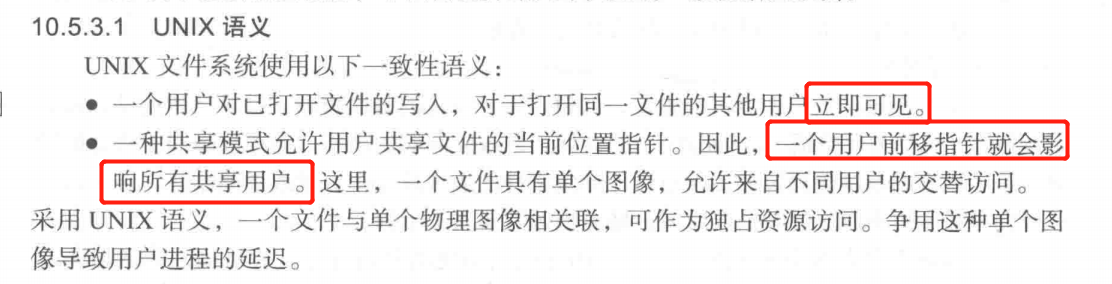 10.5.3.1 UNIX 语义
UNIX 文件系统使用以下一致性语义：
● 一个用户对已打开文件的写入，对于打开同一文件的其他用户立即可见。
● 一种共享模式允许用户共享文件的当前位置指针。因此，一个用户前移指针就会影
响所有共享用户。这里，一个文件具有单个图像，允许来自不同用户的交替访问。
采用 UNIX 语义，一个文件与单个物理图像相关联，可作为独占资源访问。争用这种单个图
像导致用户进程的延迟。